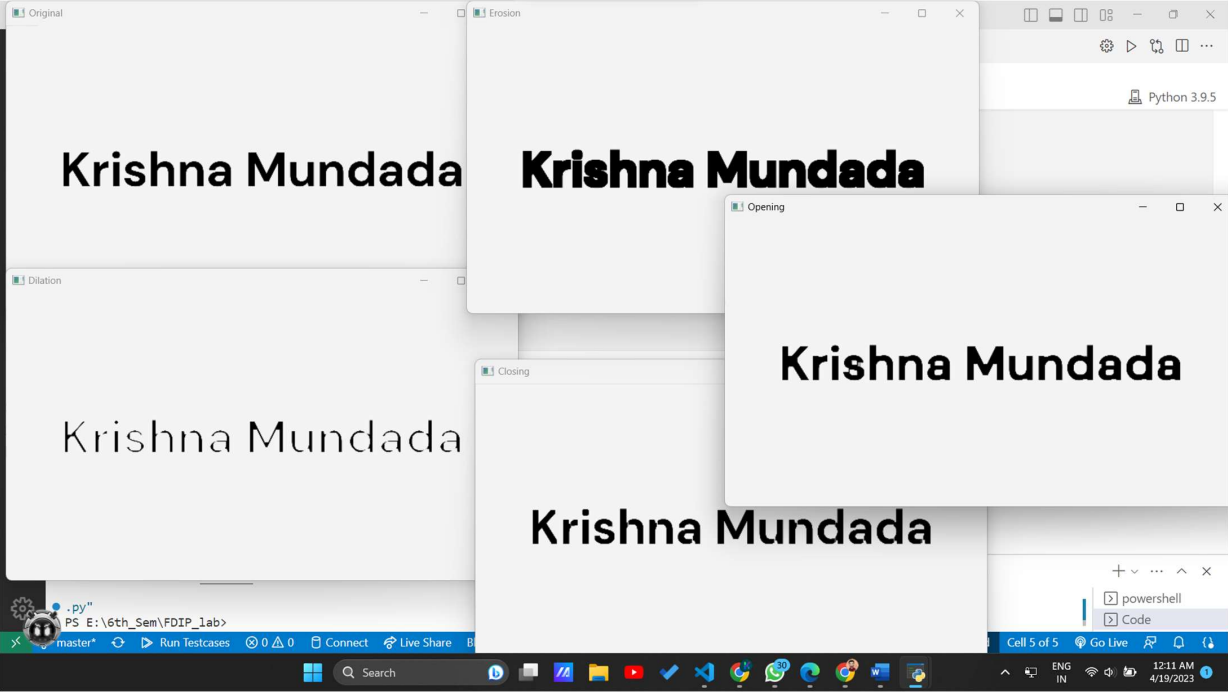 Original
Erosion
Python 3.9.5
Krishna Mundada
Krishna Mundada
Opening
Dilation
Krishna Mundada
Closing
Krishna Mundada
Krishna Mundada
.py"
PS E:\6th_Sem\FDIP_lab>
powershell
Code
master*
Run Testcases
0
0
Connect
Live Share
Cell 5 of 5
Go Live
Search
30
ENG
IN
12:11 AM
4/19/2023
1